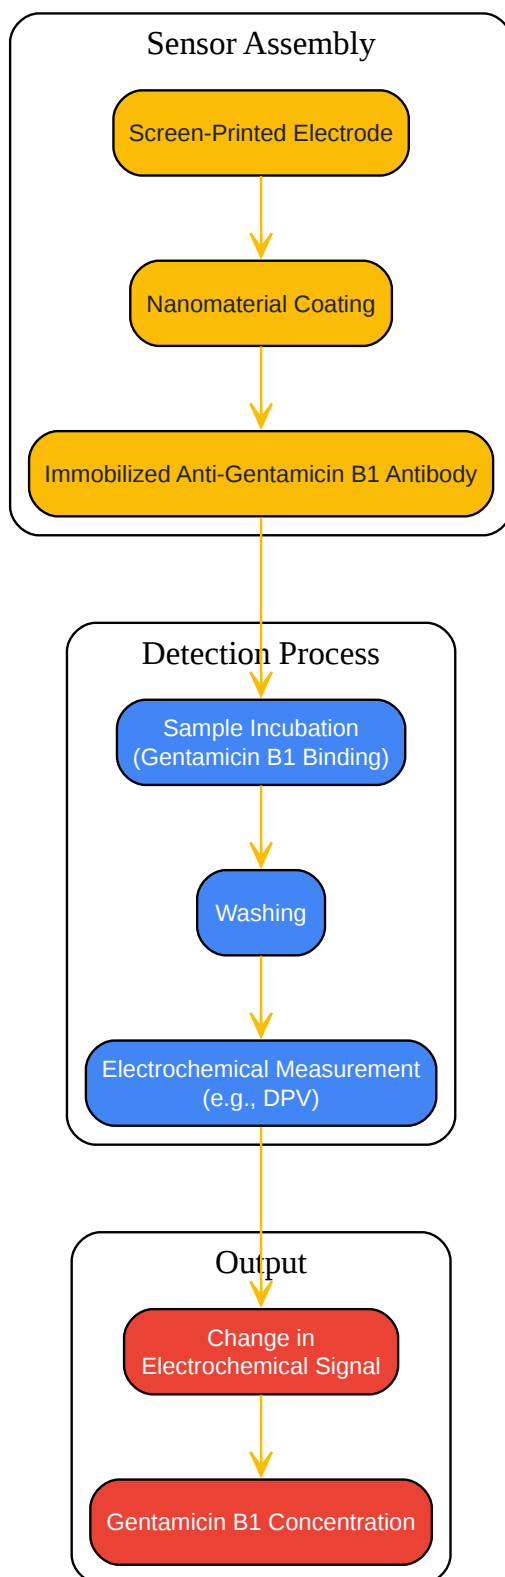 Sensor Assembly
Screen-Printed Electrode
Nanomaterial Coating
Immobilized Anti-Gentamicin B1 Antibody
Detection Process
Sample Incubation
(Gentamicin B1 Binding)
Washing
Electrochemical Measurement
(e.g., DPV)
Output
Change in
Electrochemical Signal
Gentamicin B1 Concentration